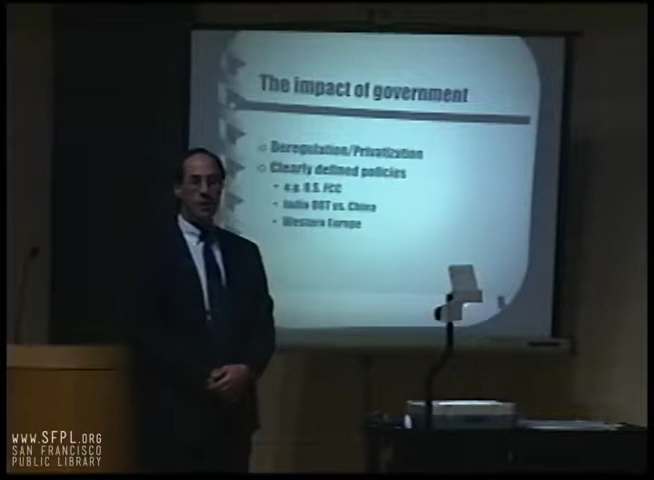 The impact of government
Deregulation/Privatization
Clearly defined policies
e.g. U.S. FCC
India DOT vs. China
Western Europe
WWW.SFPL.ORG
SAN FRANCISCO
PUBLIC LIBRARY